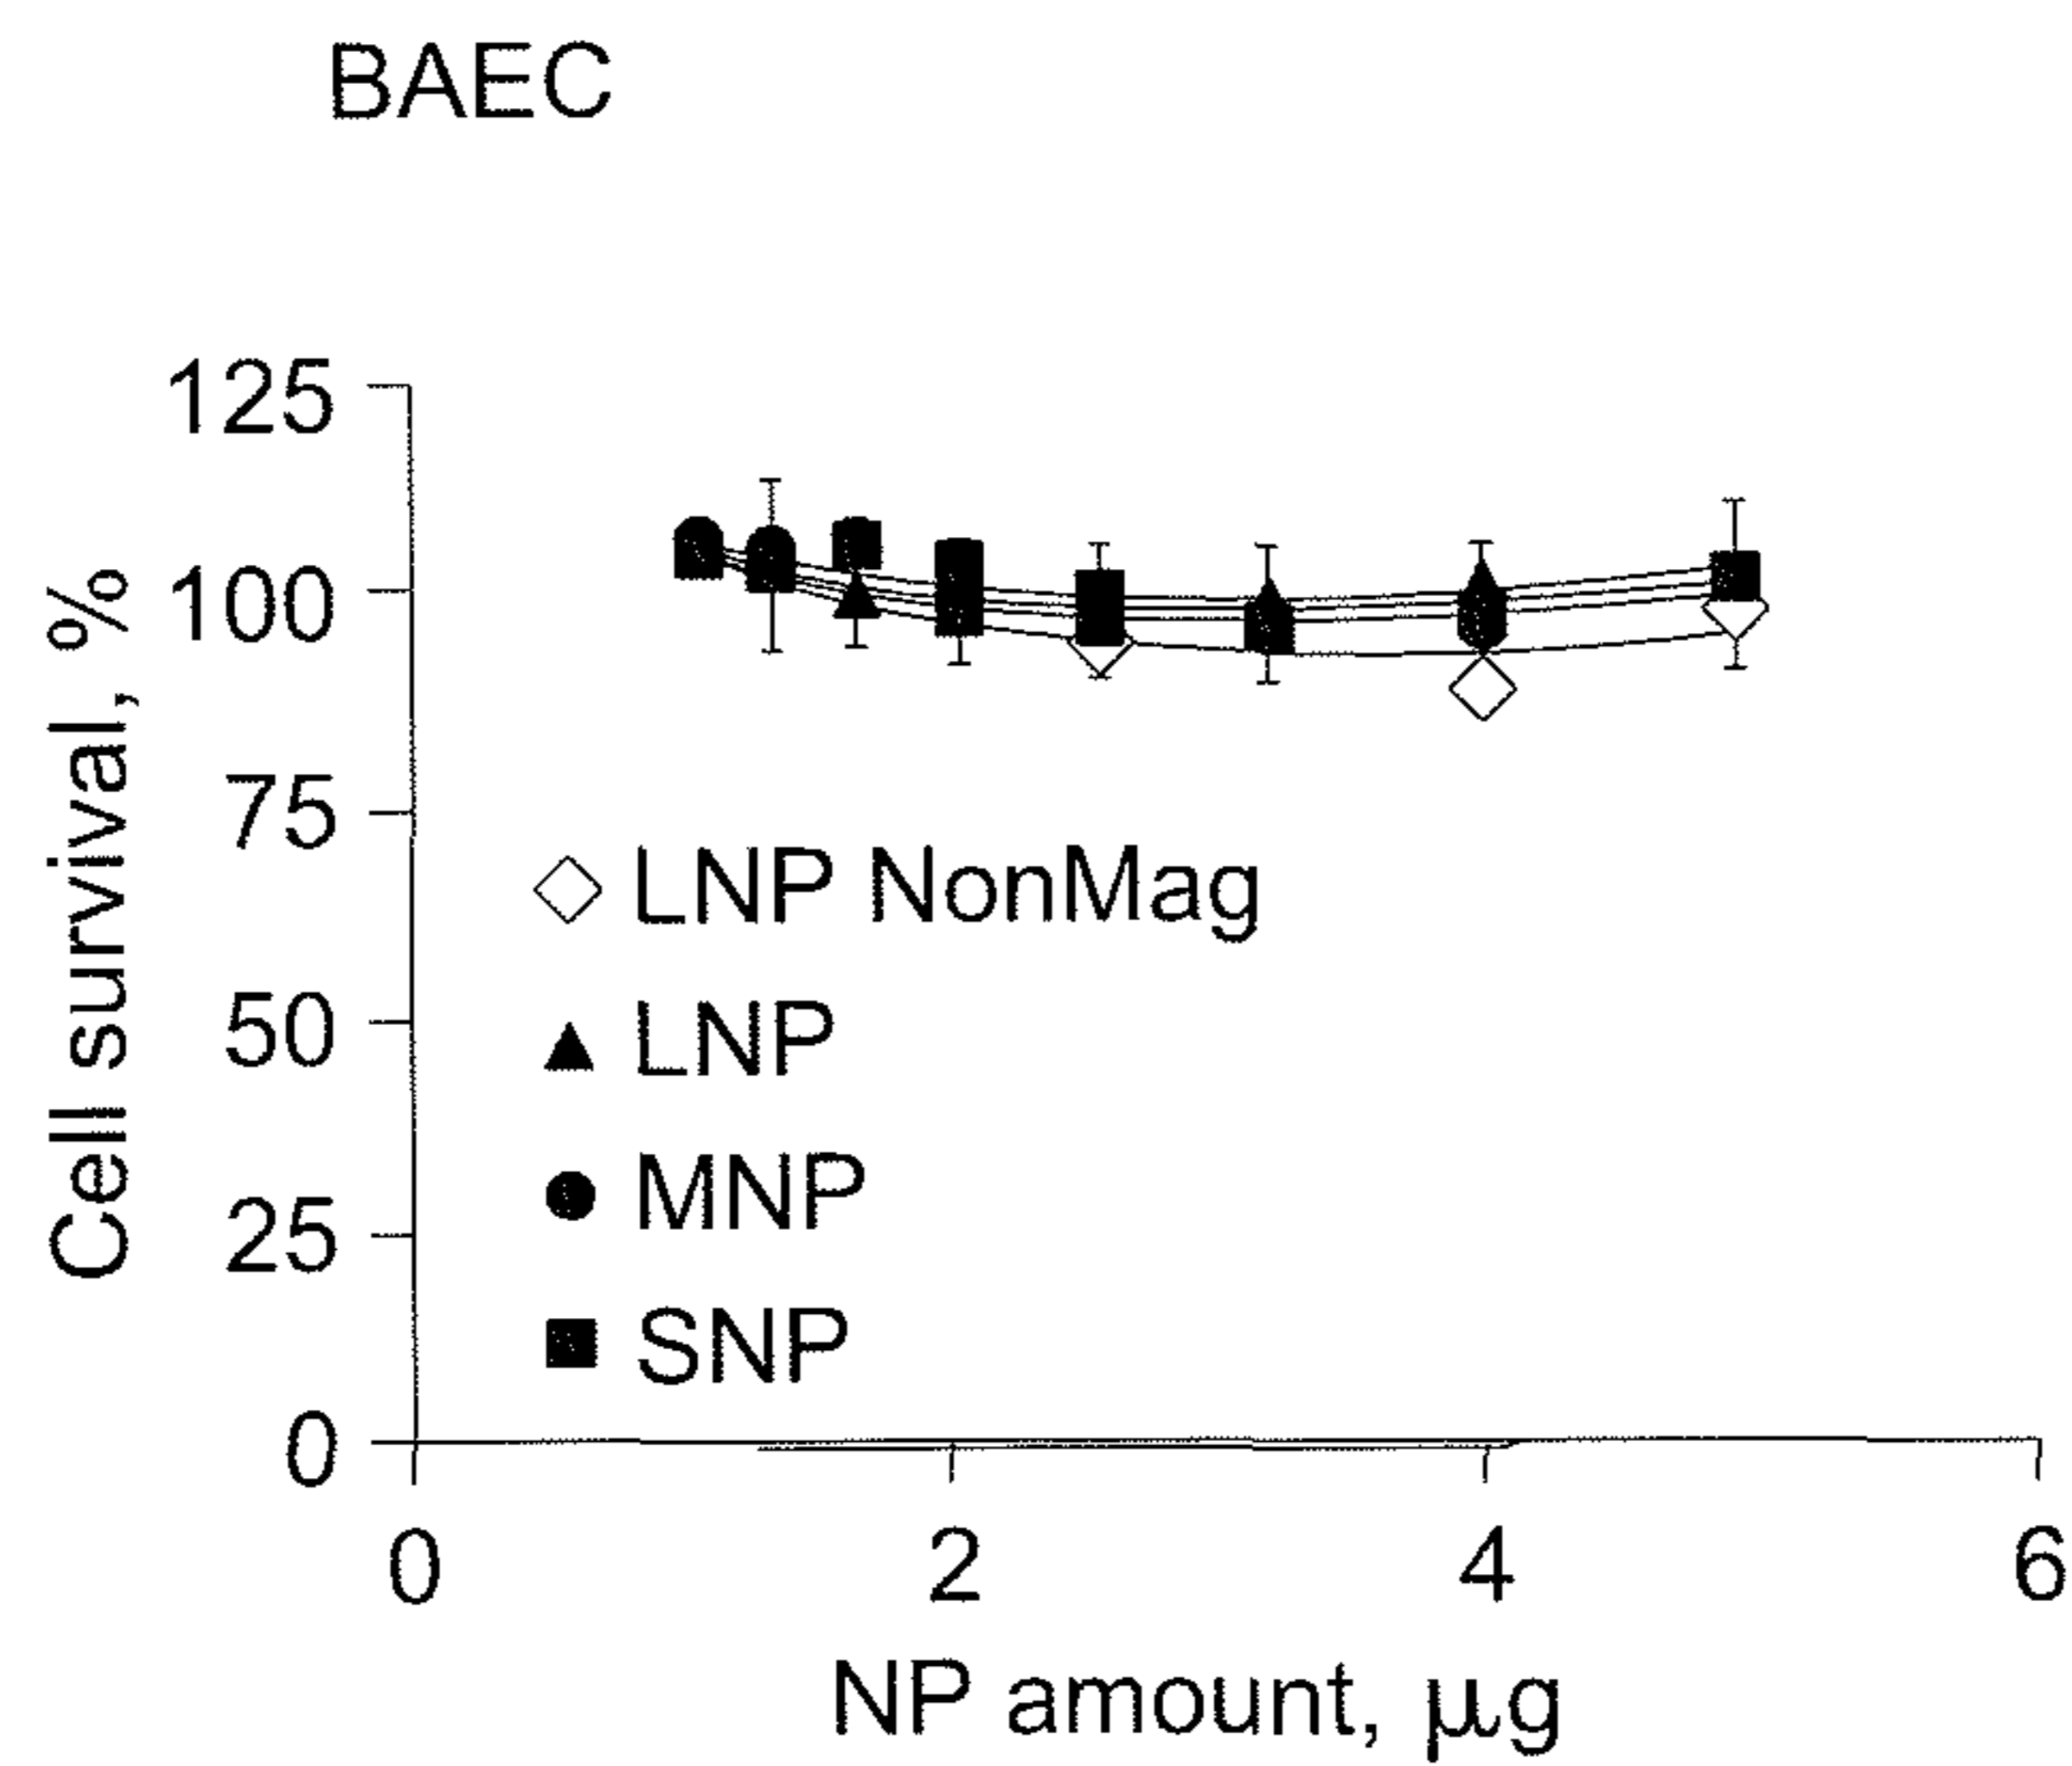 BAEC
Cell survival, %
125
100
75
50
25
0
LNP NonMag
LNP
MNP
SNP
0 2 4 6
NP amount, µg